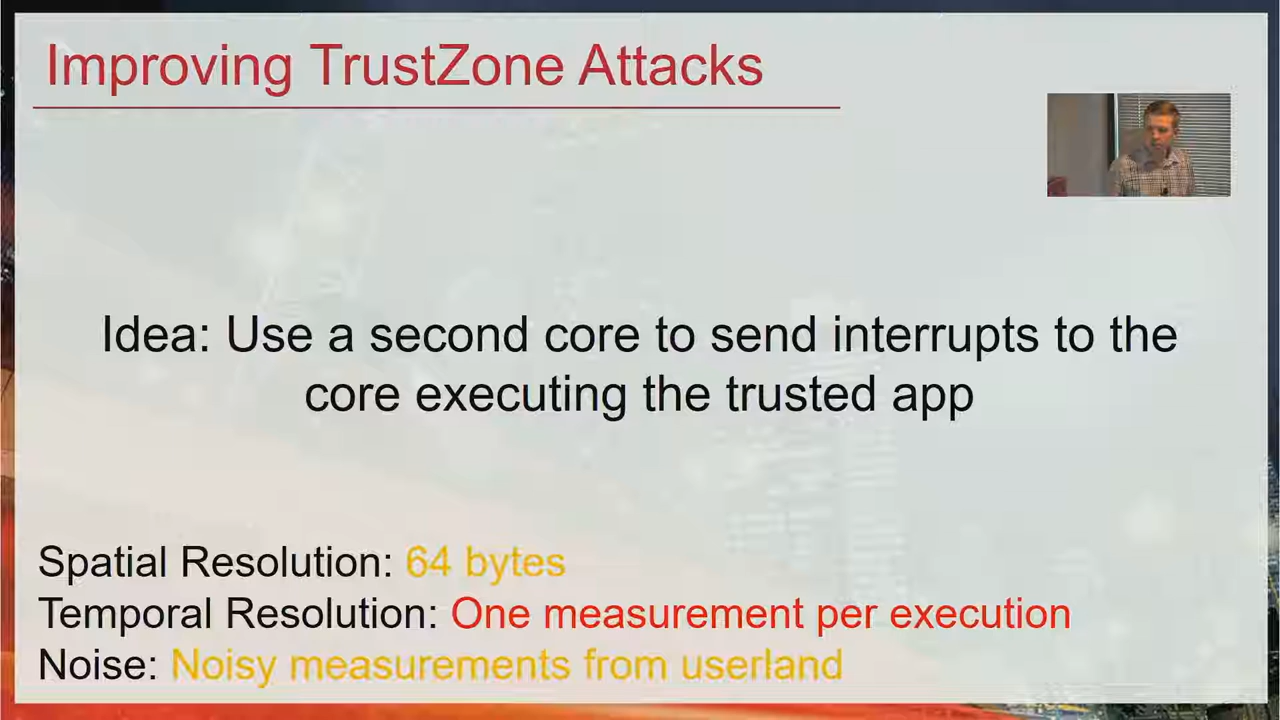 Improving TrustZone Attacks
Idea: Use a second core to send interrupts to the
core executing the trusted app
Spatial Resolution: 64 bytes
Temporal Resolution: One measurement per execution
Noise: Noisy measurements from userland